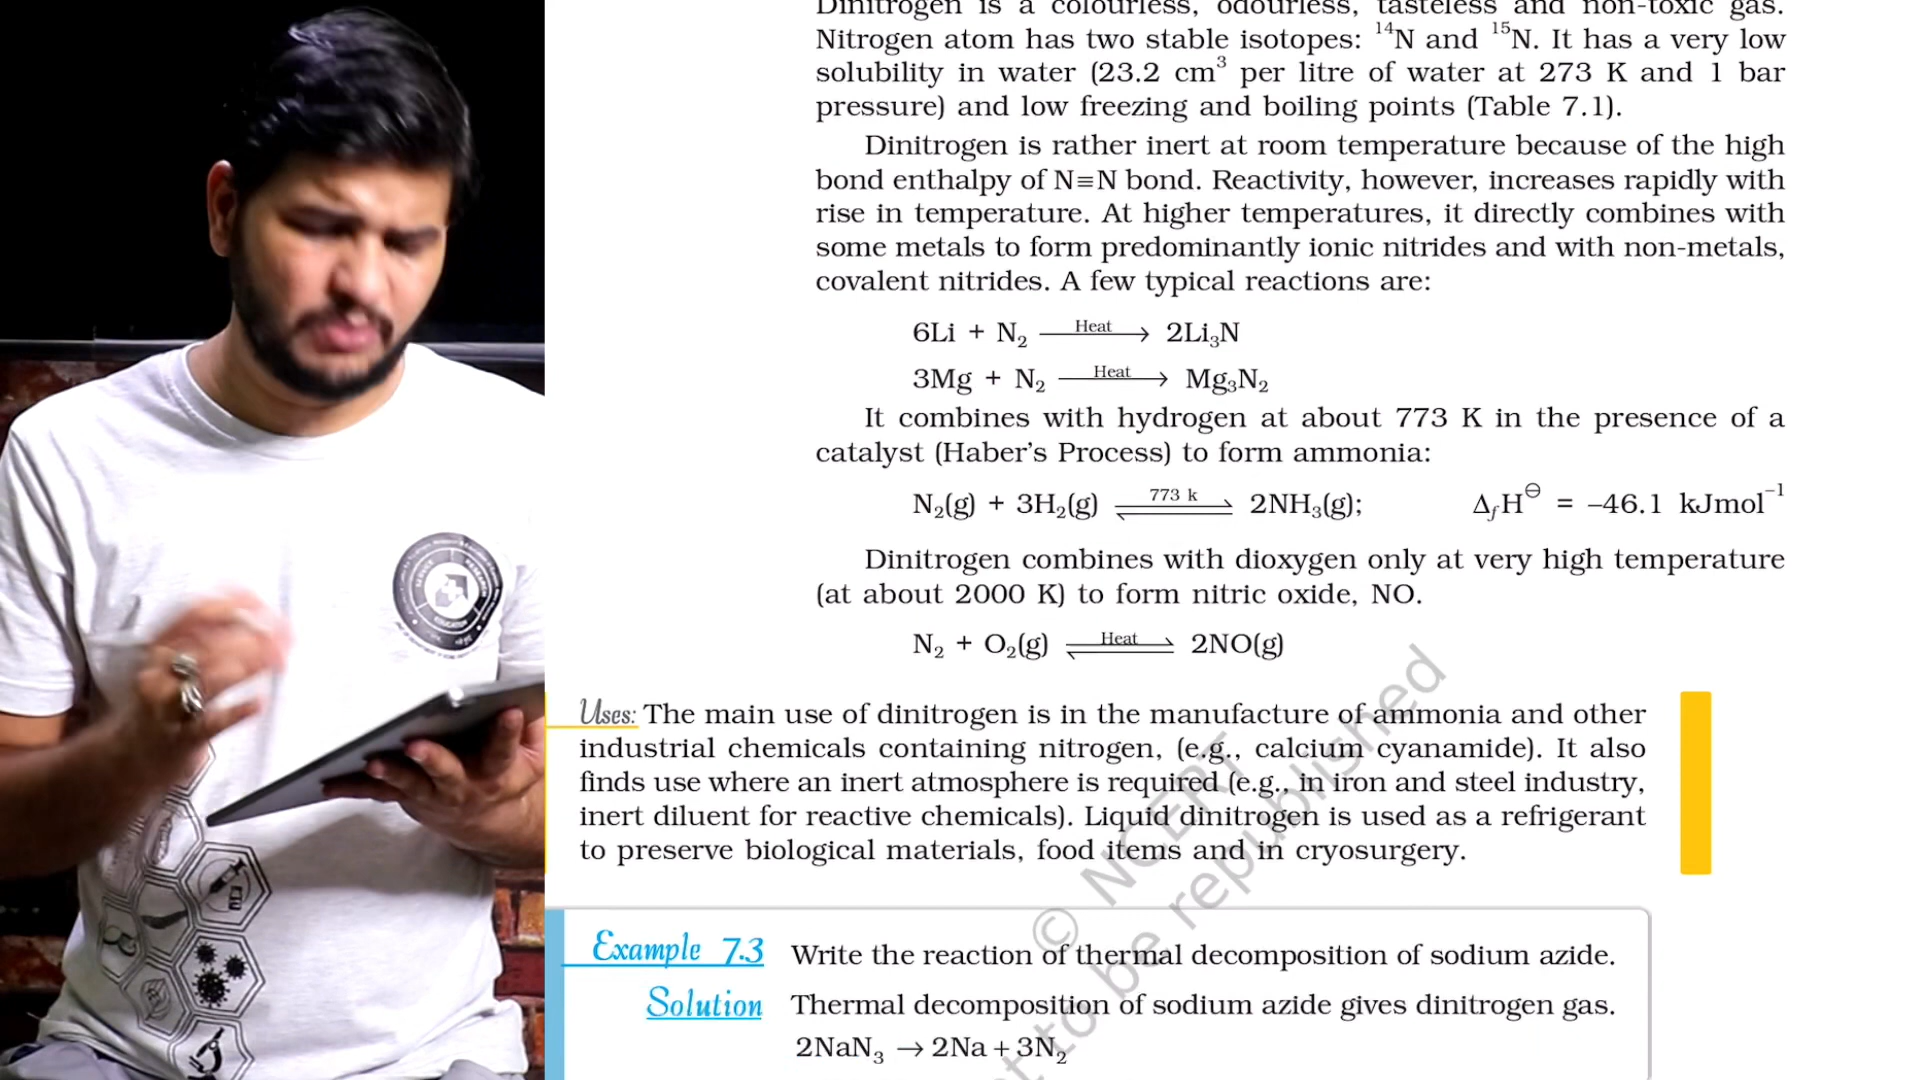 Dinitrogen is a colourless, odourless, tasteless and non-toxic gas.
Nitrogen atom has two stable isotopes: ¹⁴N and ¹⁵N. It has a very low
solubility in water (23.2 cm³ per litre of water at 273 K and 1 bar
pressure) and low freezing and boiling points (Table 7.1).
Dinitrogen is rather inert at room temperature because of the high
bond enthalpy of N≡N bond. Reactivity, however, increases rapidly with
rise in temperature. At higher temperatures, it directly combines with
some metals to form predominantly ionic nitrides and with non-metals,
covalent nitrides. A few typical reactions are:
6Li + N₂ —Heat→ 2Li₃N
3Mg + N₂ —Heat→ Mg₃N₂
It combines with hydrogen at about 773 K in the presence of a
catalyst (Haber's Process) to form ammonia:
N₂(g) + 3H₂(g) ⇌ 773 k 2NH₃(g); Δ𝑓H⊖ = –46.1 kJmol⁻¹
Dinitrogen combines with dioxygen only at very high temperature
(at about 2000 K) to form nitric oxide, NO.
N₂ + O₂(g) ⇌ Heat 2NO(g)
Uses: The main use of dinitrogen is in the manufacture of ammonia and other
industrial chemicals containing nitrogen, (e.g., calcium cyanamide). It also
finds use where an inert atmosphere is required (e.g., in iron and steel industry,
inert diluent for reactive chemicals). Liquid dinitrogen is used as a refrigerant
to preserve biological materials, food items and in cryosurgery.
Example 7.3 Write the reaction of thermal decomposition of sodium azide.
Solution Thermal decomposition of sodium azide gives dinitrogen gas.
2NaN₃ → 2Na + 3N₂
© NCERT
t to be republished
SERVICE
RESEARCH
EDUCATION